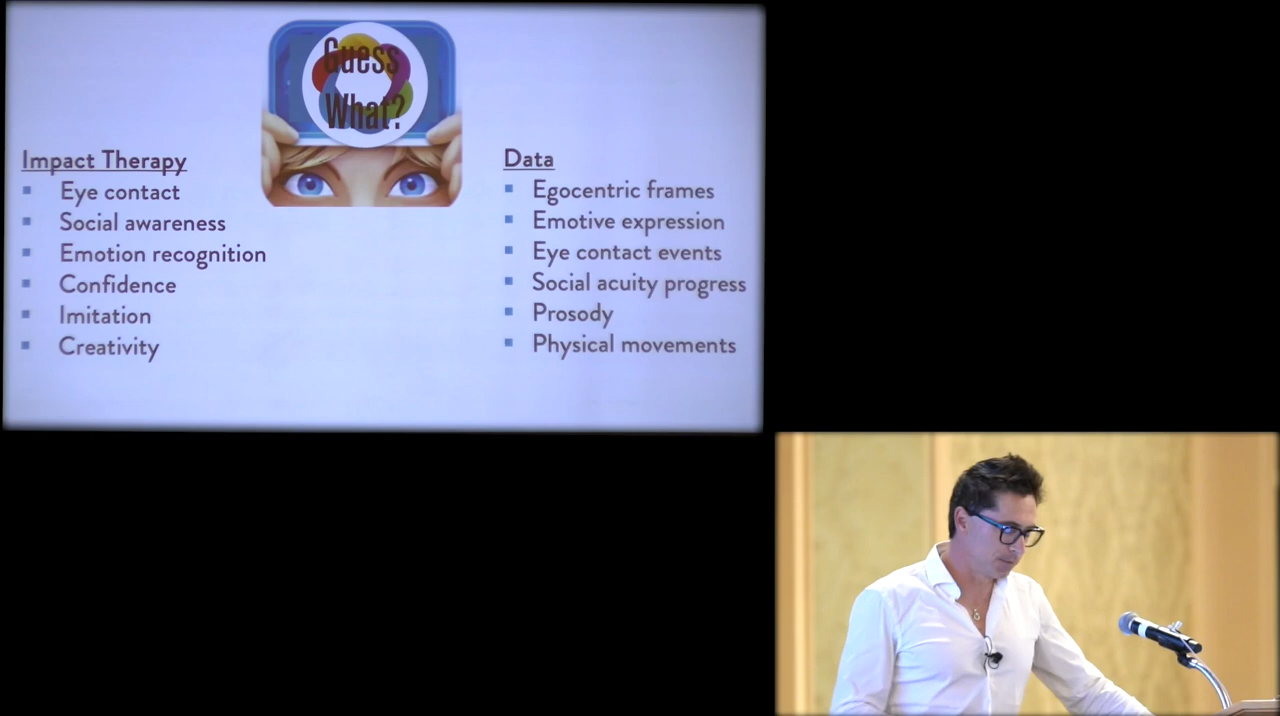 Guess
What?
Impact Therapy
Eye contact
Social awareness
Emotion recognition
Confidence
Imitation
Creativity
Data
Egocentric frames
Emotive expression
Eye contact events
Social acuity progress
Prosody
Physical movements